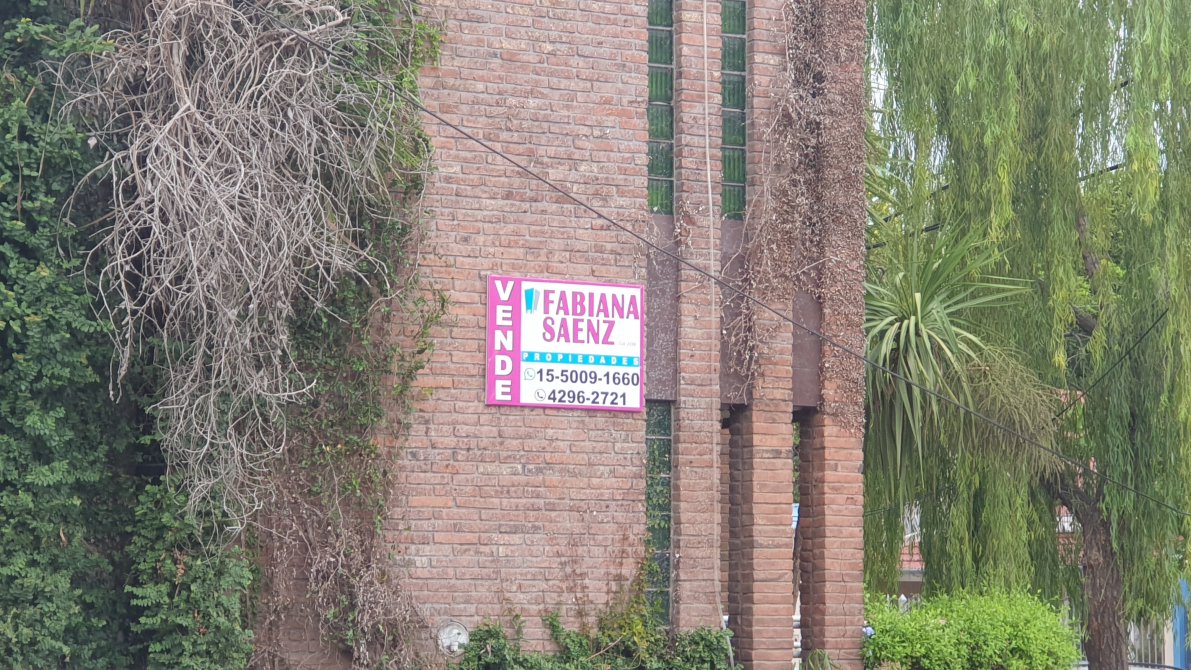 VENDE
FABIANA
SAENZ
PROPIEDADES
15-5009-1660
4296-2721